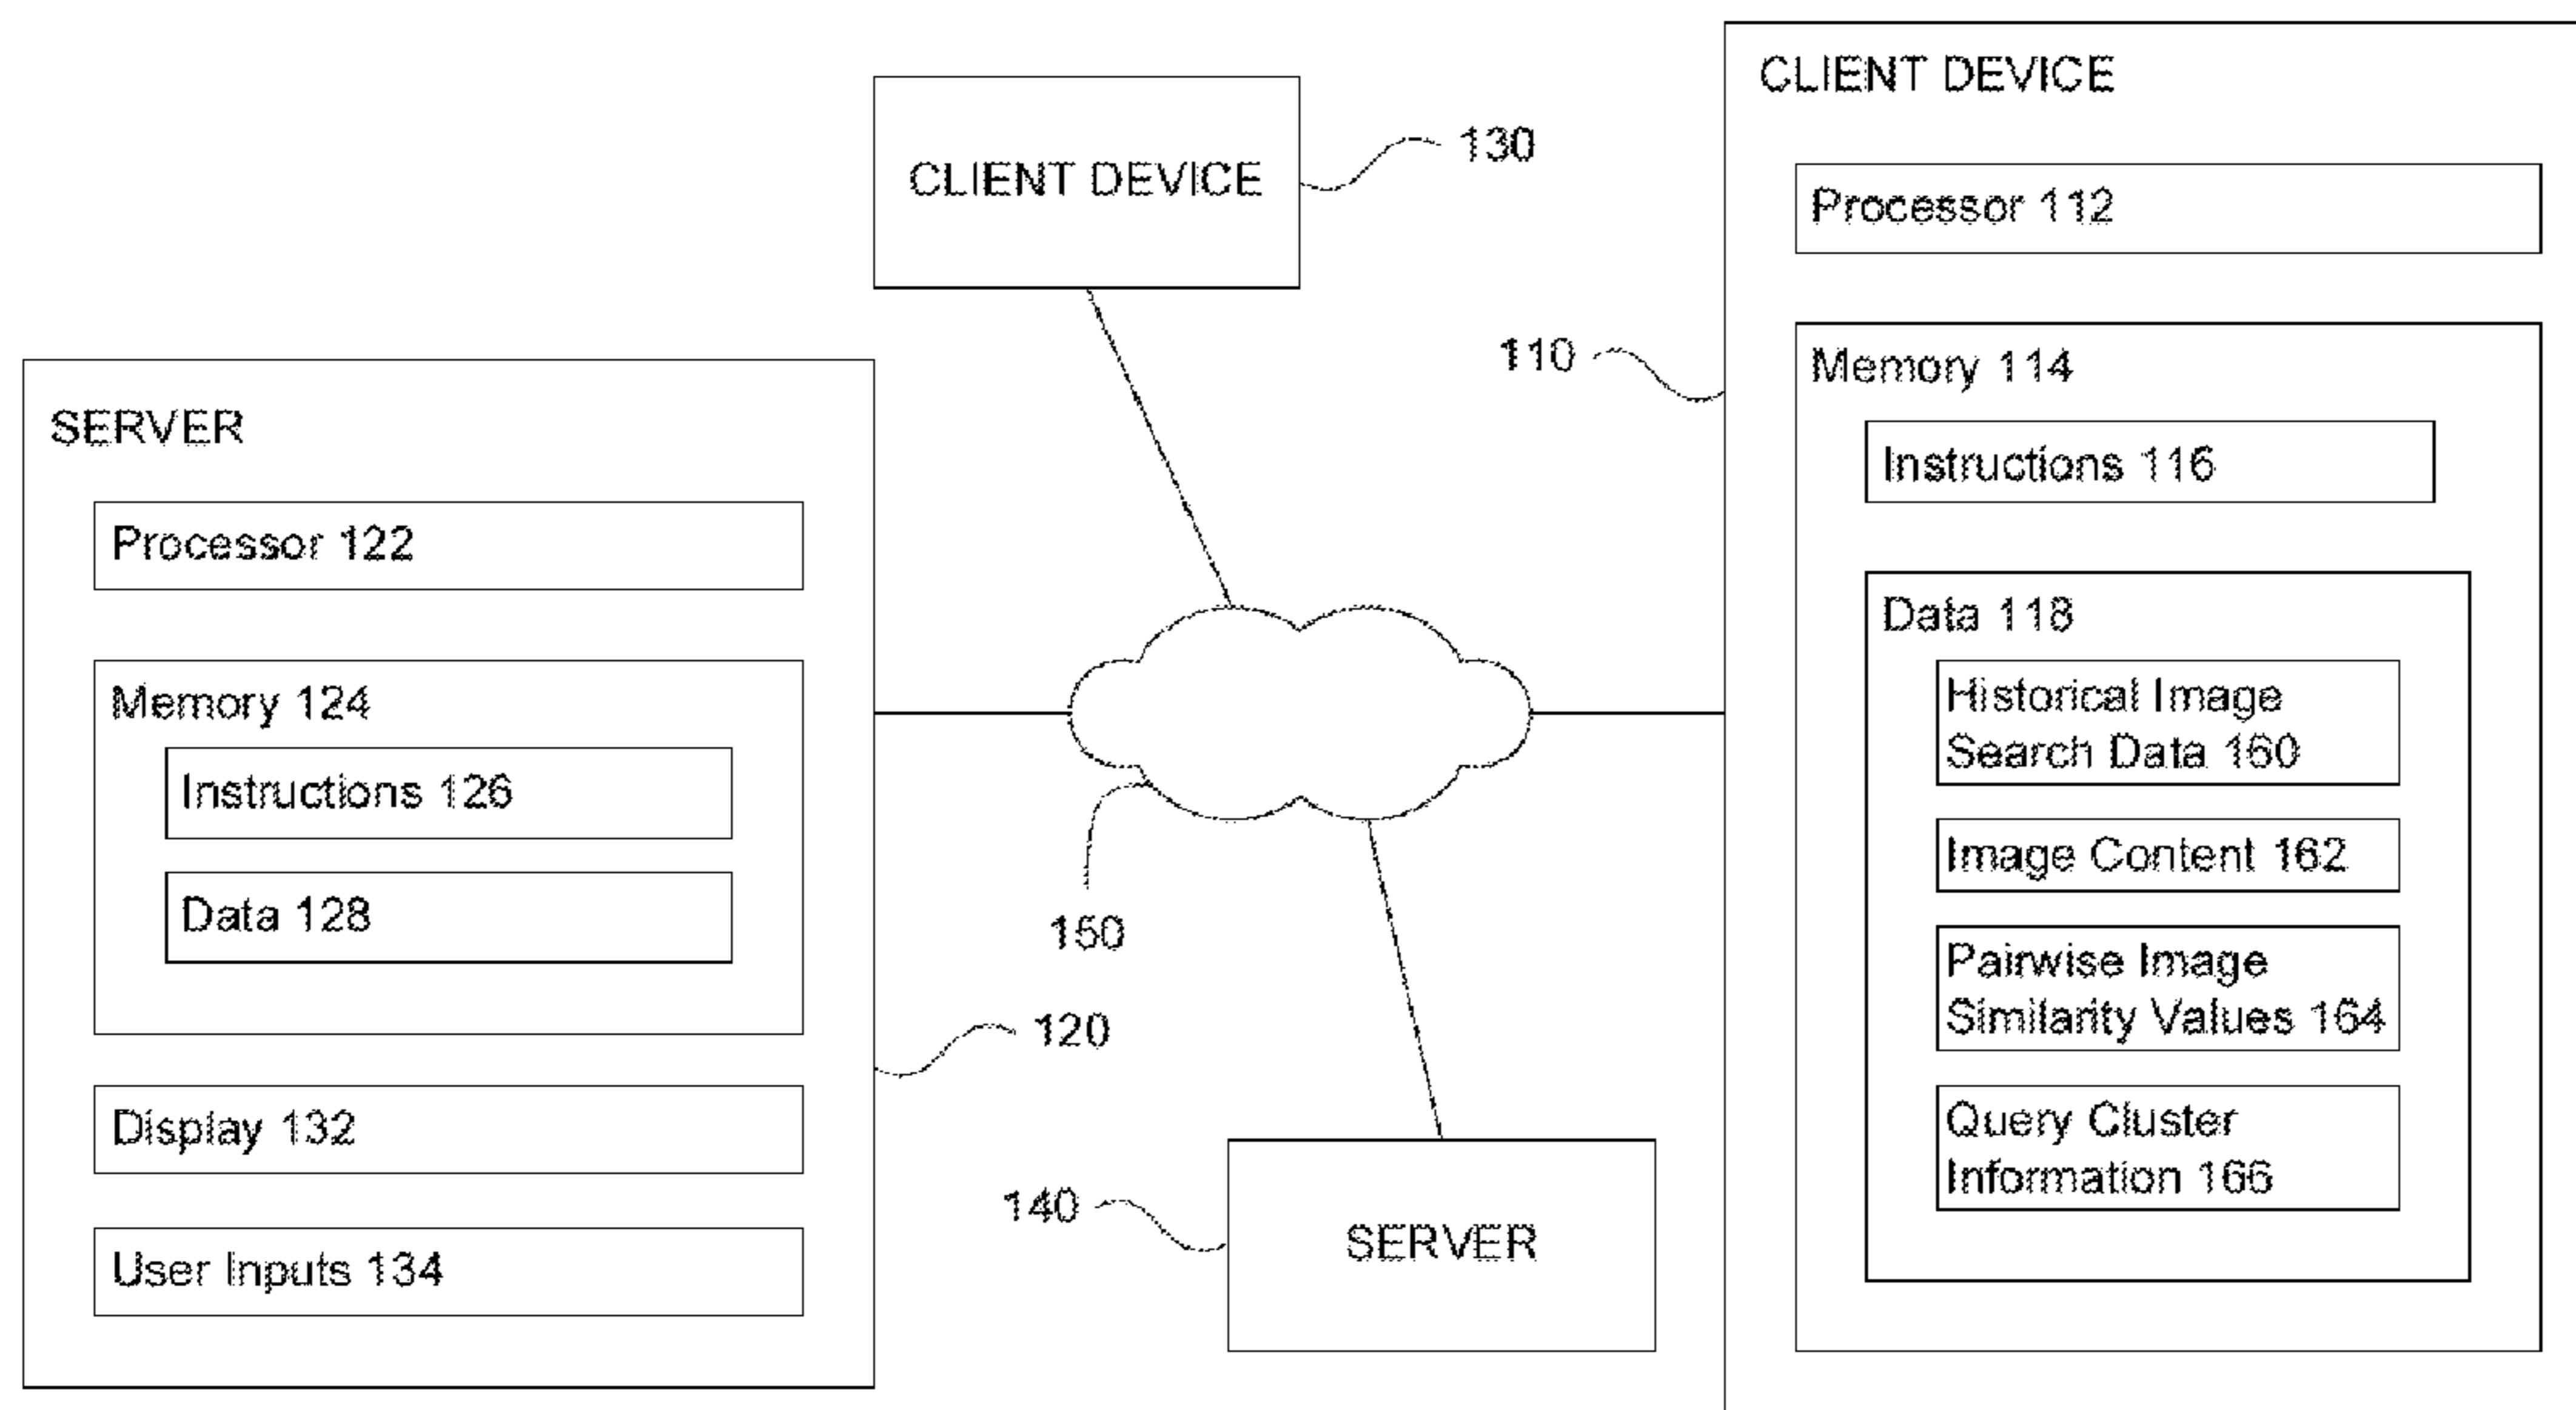 CLIENT DEVICE
130
SERVER
Processor 122
Memory 124
Instructions 126
Data 128
Display 132
User Inputs 134
120
150
140
SERVER
110
CLIENT DEVICE
Processor 112
Memory 114
Instructions 116
Data 118
Historical Image
Search Data 160
Image Content 162
Pairwise Image
Similarity Values 164
Query Cluster
Information 166